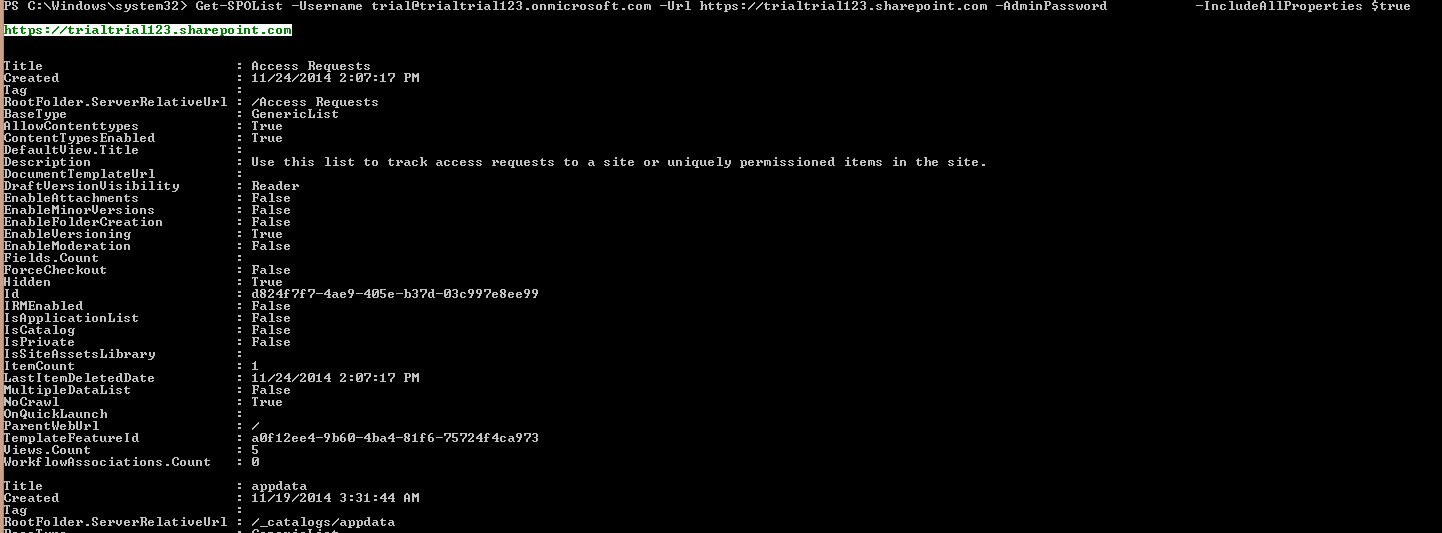 PS C:\Windows\system32> Get-SPOList -Username trial@trialtrial123.onmicrosoft.com -Url https://trialtrial123.sharepoint.com -AdminPassword -IncludeAllProperties $true
https://trialtrial123.sharepoint.com
Title : Access Requests
Created : 11/24/2014 2:07:17 PM
Tag :
RootFolder.ServerRelativeUrl : /Access Requests
BaseType : GenericList
AllowContenttypes : True
ContentTypesEnabled : True
DefaultView.Title :
Description : Use this list to track access requests to a site or uniquely permissioned items in the site.
DocumentTemplateUrl :
DraftVersionVisibility : Reader
EnableAttachments : False
EnableMinorVersions : False
EnableFolderCreation : False
EnableVersioning : True
EnableModeration : False
Fields.Count :
ForceCheckout : False
Hidden : True
Id : d824f7f7-4ae9-405e-b37d-03c997e8ee99
IRMEnabled : False
IsApplicationList : False
IsCatalog : False
IsPrivate : False
IsSiteAssetsLibrary :
ItemCount : 1
LastItemDeletedDate : 11/24/2014 2:07:17 PM
MultipleDataList : False
NoCrawl : True
OnQuickLaunch :
ParentWebUrl : /
TemplateFeatureId : a0f12ee4-9b60-4ba4-81f6-75724f4ca973
Views.Count : 5
WorkflowAssociations.Count : 0
Title : appdata
Created : 11/19/2014 3:31:44 AM
Tag :
RootFolder.ServerRelativeUrl : /_catalogs/appdata
BaseType : GenericList